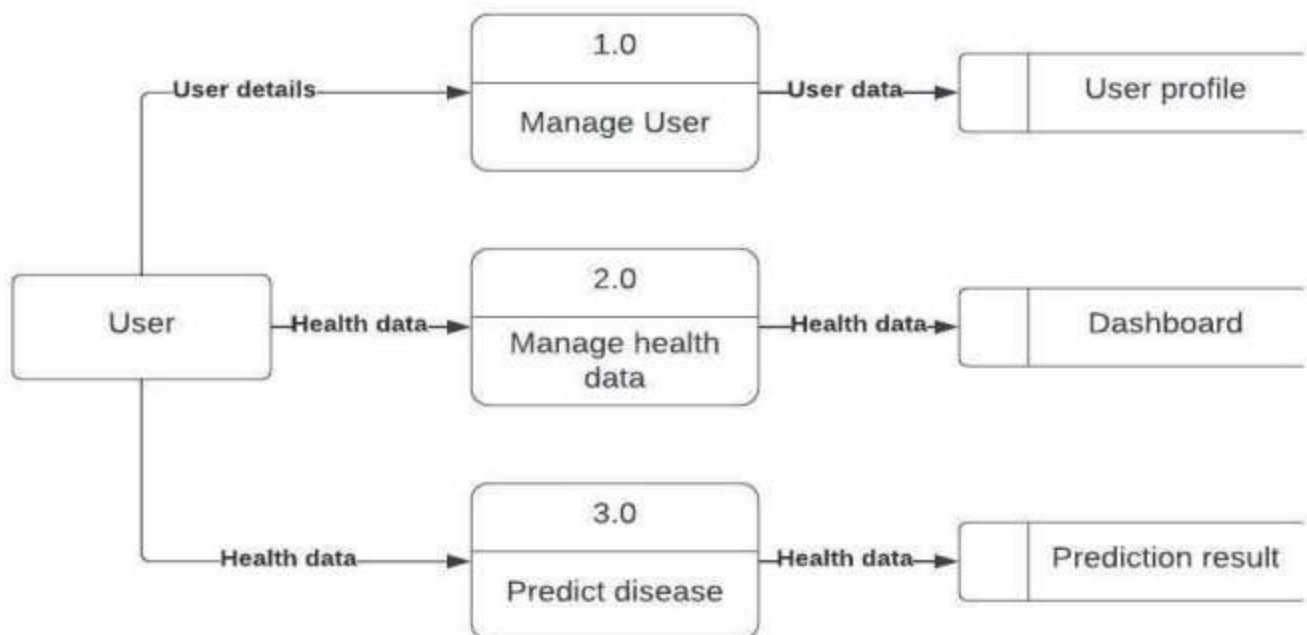 1.0
User details
Manage User
User data
User profile
User
Health data
2.0
Manage health
data
Health data
Dashboard
Health data
3.0
Predict disease
Health data
Prediction result